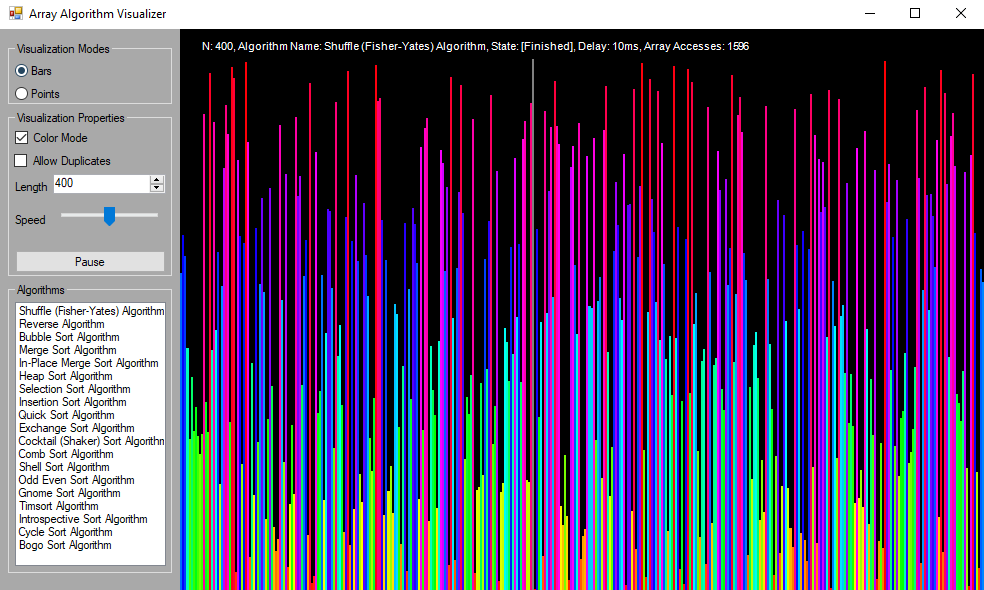 Array Algorithm Visualizer
N: 400, Algorithm Name: Shuffle (Fisher-Yates) Algorithm, State: [Finished], Delay: 10ms, Array Accesses: 1596
Visualization Modes
Bars
Points
Visualization Properties
Color Mode
Allow Duplicates
Length 400
Speed
Pause
Algorithms
Shuffle (Fisher-Yates) Algorithm
Reverse Algorithm
Bubble Sort Algorithm
Merge Sort Algorithm
In-Place Merge Sort Algorithm
Heap Sort Algorithm
Selection Sort Algorithm
Insertion Sort Algorithm
Quick Sort Algorithm
Exchange Sort Algorithm
Cocktail (Shaker) Sort Algorithm
Comb Sort Algorithm
Shell Sort Algorithm
Odd Even Sort Algorithm
Gnome Sort Algorithm
Timsort Algorithm
Introspective Sort Algorithm
Cycle Sort Algorithm
Bogo Sort Algorithm